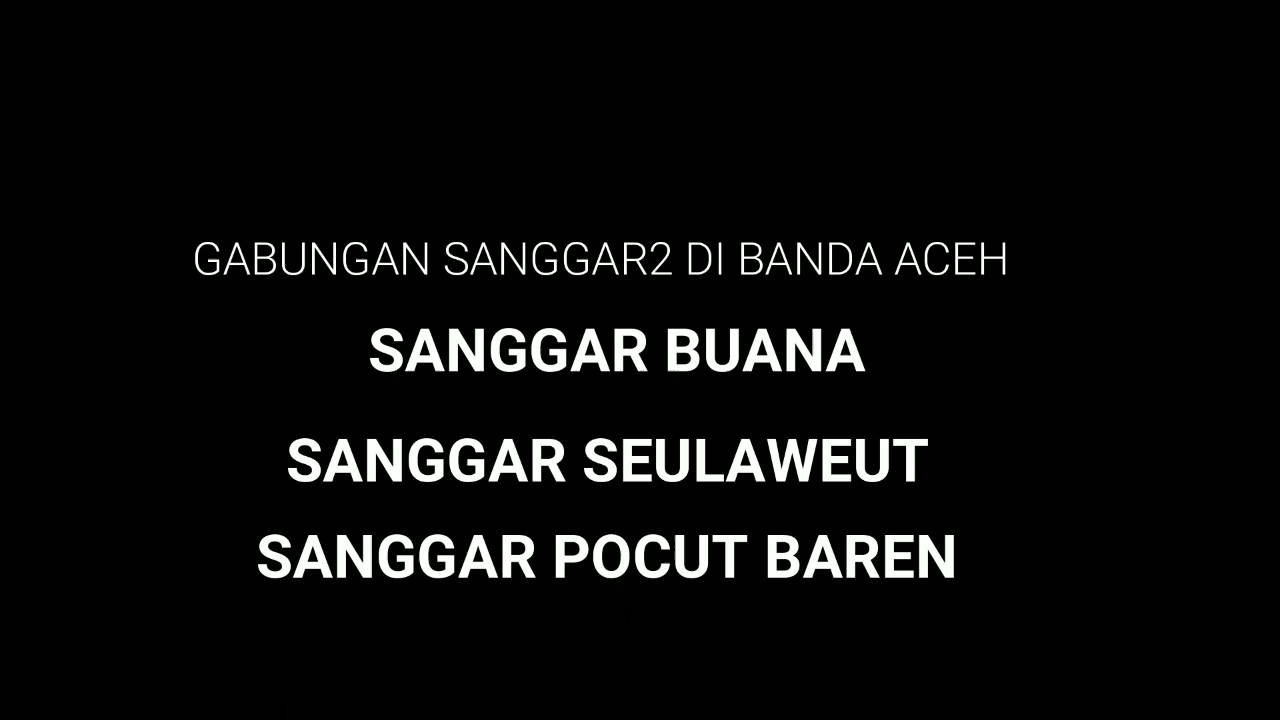 GABUNGAN SANGGAR2 DI BANDA ACEH
SANGGAR BUANA
SANGGAR SEULAWEUT
SANGGAR POCUT BAREN